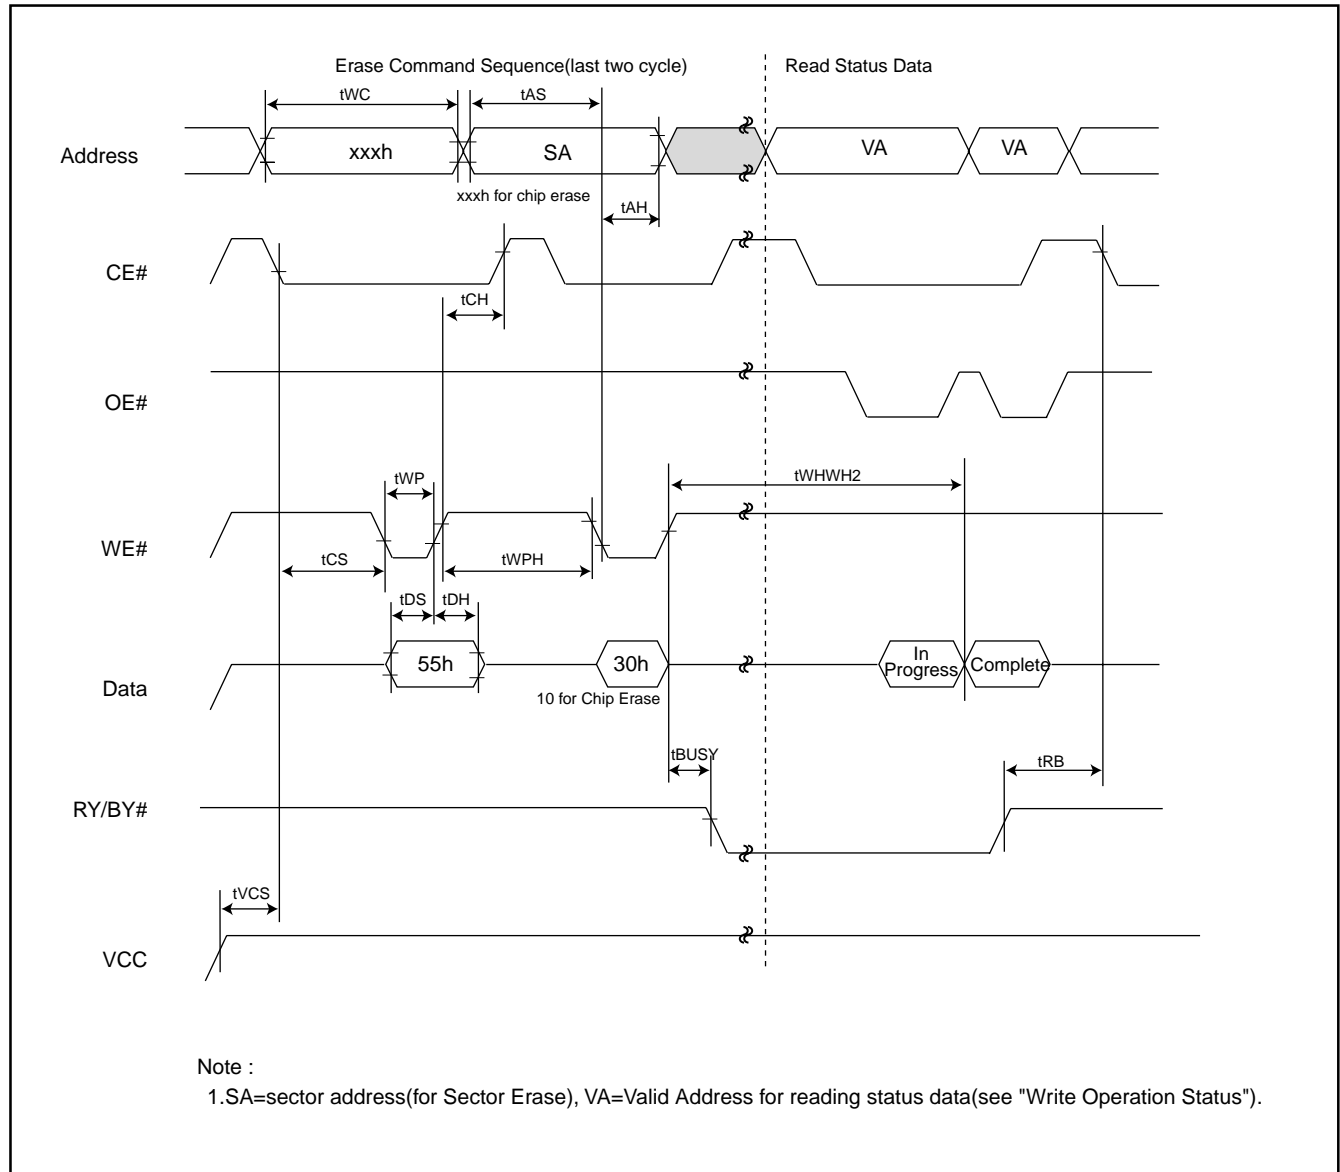 Erase Command Sequence(last two cycle)
Read Status Data
tWC
tAS
Address
xxxh
SA
VA
VA
xxxh for chip erase
tAH
CE#
tCH
OE#
tWP
tWHWH2
WE#
tCS
tWPH
tDS
tDH
55h
30h
In
Progress
Complete
Data
10 for Chip Erase
tBUSY
tRB
RY/BY#
tVCS
VCC
Note :
1.SA=sector address(for Sector Erase), VA=Valid Address for reading status data(see "Write Operation Status").